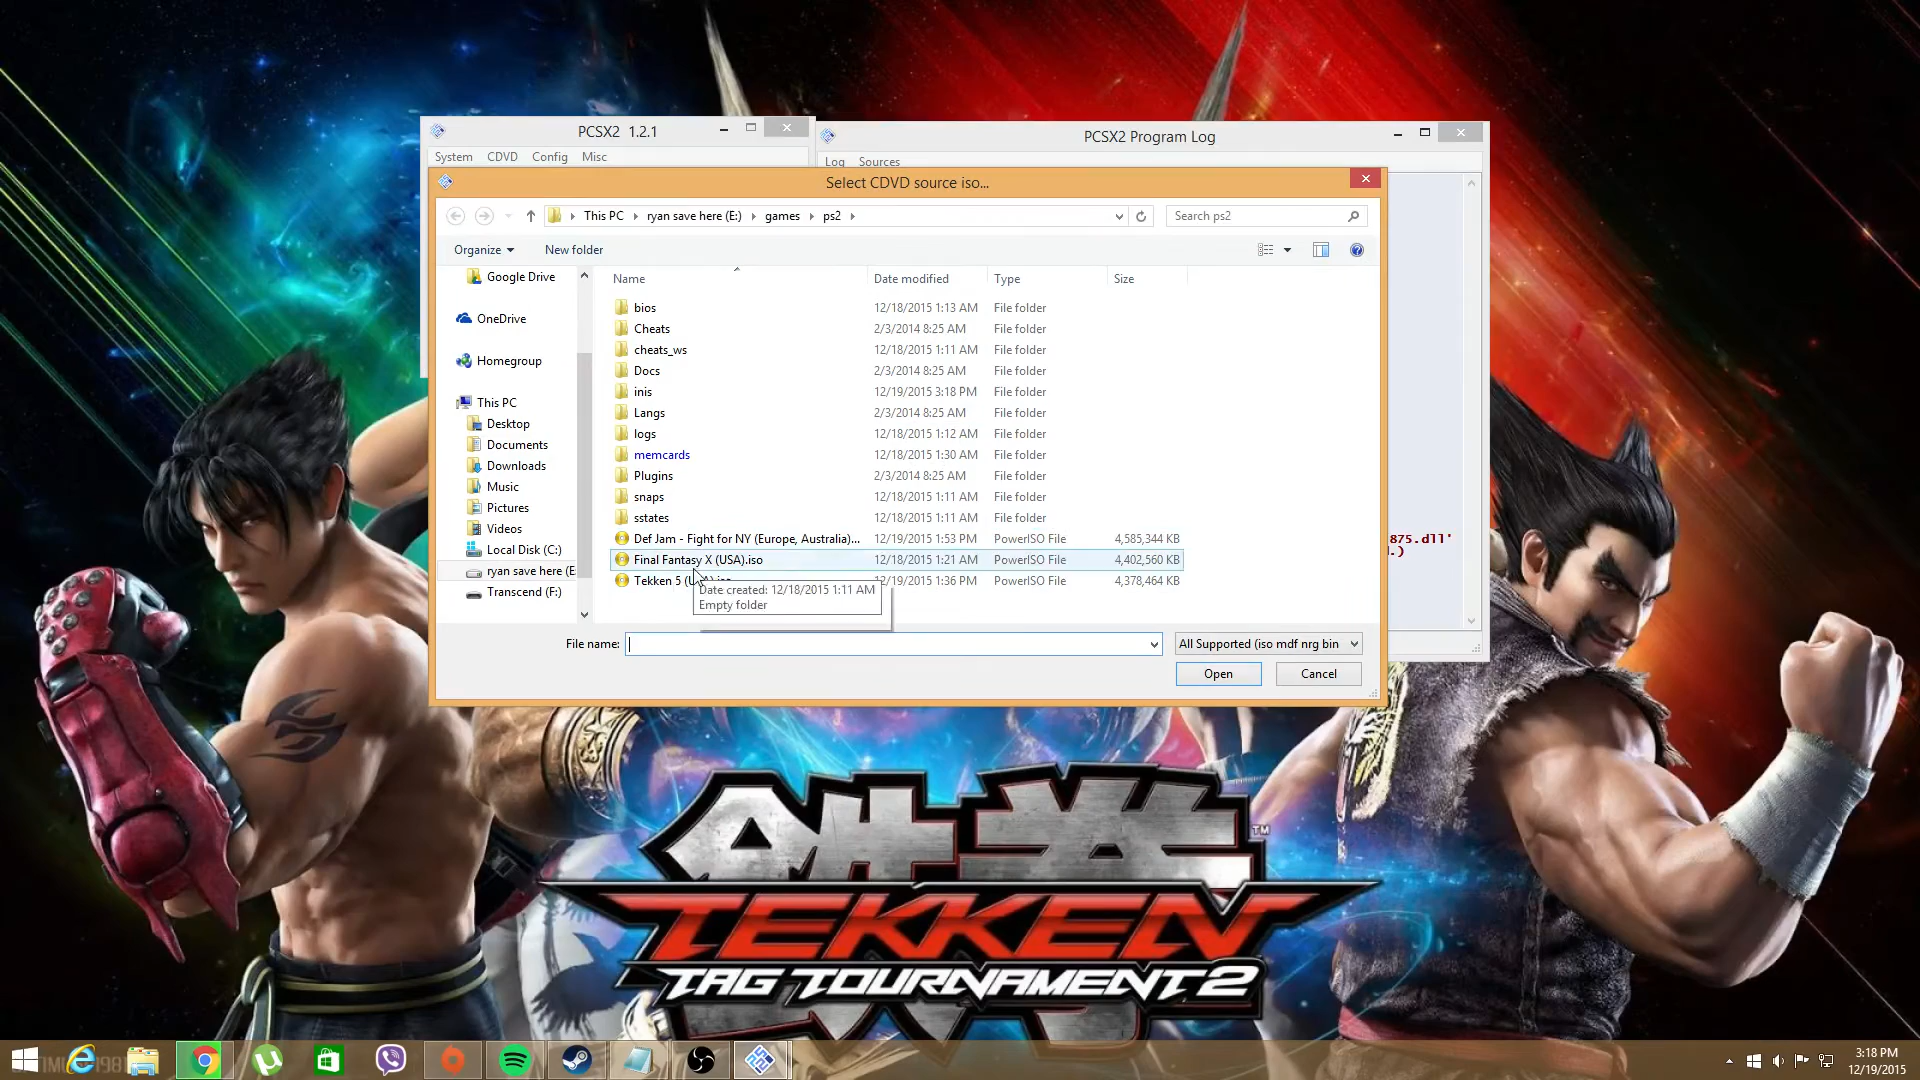 PCSX2 1.2.1
System CDVD Config Misc
PCSX2 Program Log
Log Sources
Select CDVD source iso...
This PC ryan save here (E:) games ps2
Search ps2
Organize New folder
Name Date modified Type Size
Google Drive
OneDrive
Homegroup
This PC
Desktop
Documents
Downloads
Music
Pictures
Videos
Local Disk (C:)
ryan save here (E
Transcend (F:)
bios 12/18/2015 1:13 AM File folder
Cheats 2/3/2014 8:25 AM File folder
cheats_ws 12/18/2015 1:11 AM File folder
Docs 2/3/2014 8:25 AM File folder
inis 12/19/2015 3:18 PM File folder
Langs 2/3/2014 8:25 AM File folder
logs 12/18/2015 1:12 AM File folder
memcards 12/18/2015 1:30 AM File folder
Plugins 2/3/2014 8:25 AM File folder
snaps 12/18/2015 1:11 AM File folder
sstates 12/18/2015 1:11 AM File folder
Def Jam - Fight for NY (Europe, Australia)... 12/19/2015 1:53 PM PowerISO File 4,585,344 KB
Final Fantasy X (USA).iso 12/18/2015 1:21 AM PowerISO File 4,402,560 KB
Tekken 5 (U 12/19/2015 1:36 PM PowerISO File 4,378,464 KB
Date created: 12/18/2015 1:11 AM
Empty folder
875.dll'
.)
File name:
All Supported (iso mdf nrg bin
Open Cancel
鉄拳 TM
TEKKEN
TAG TOURNAMENT 2
3:18 PM
12/19/2015